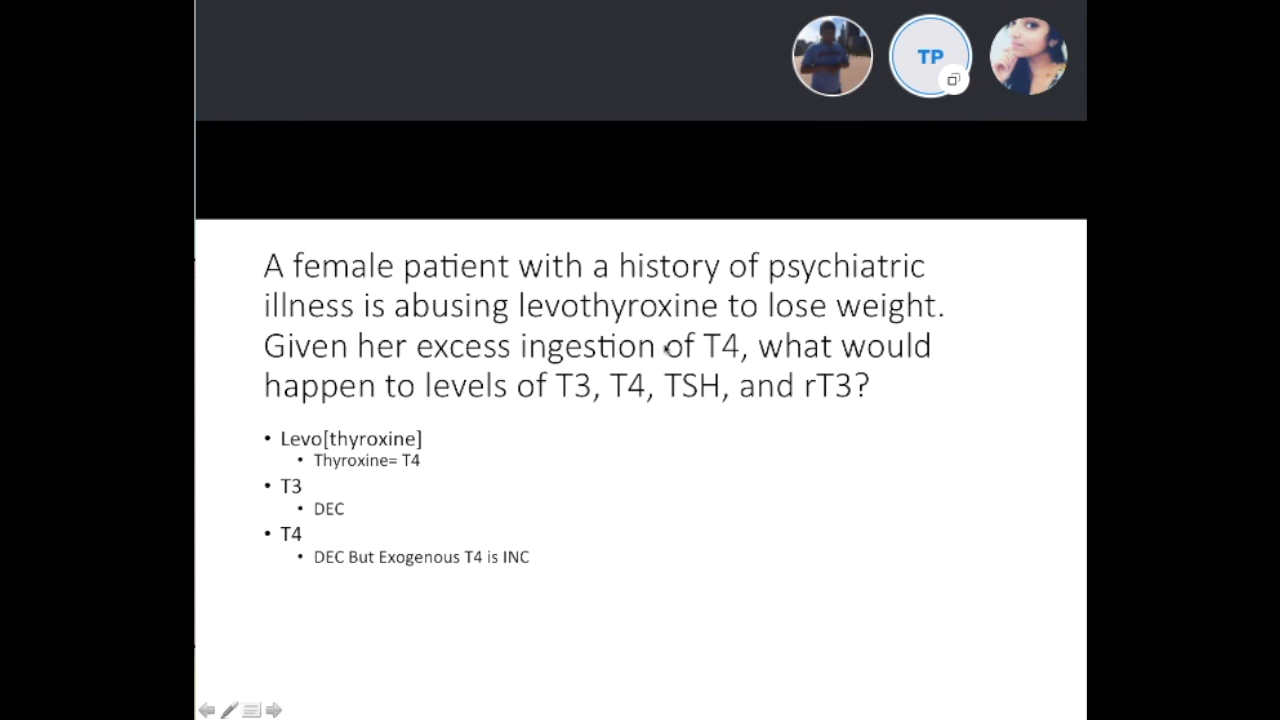 TP
A female patient with a history of psychiatric
illness is abusing levothyroxine to lose weight.
Given her excess ingestion of T4, what would
happen to levels of T3, T4, TSH, and rT3?
• Levo[thyroxine]
• Thyroxine= T4
• T3
• DEC
• T4
• DEC But Exogenous T4 is INC